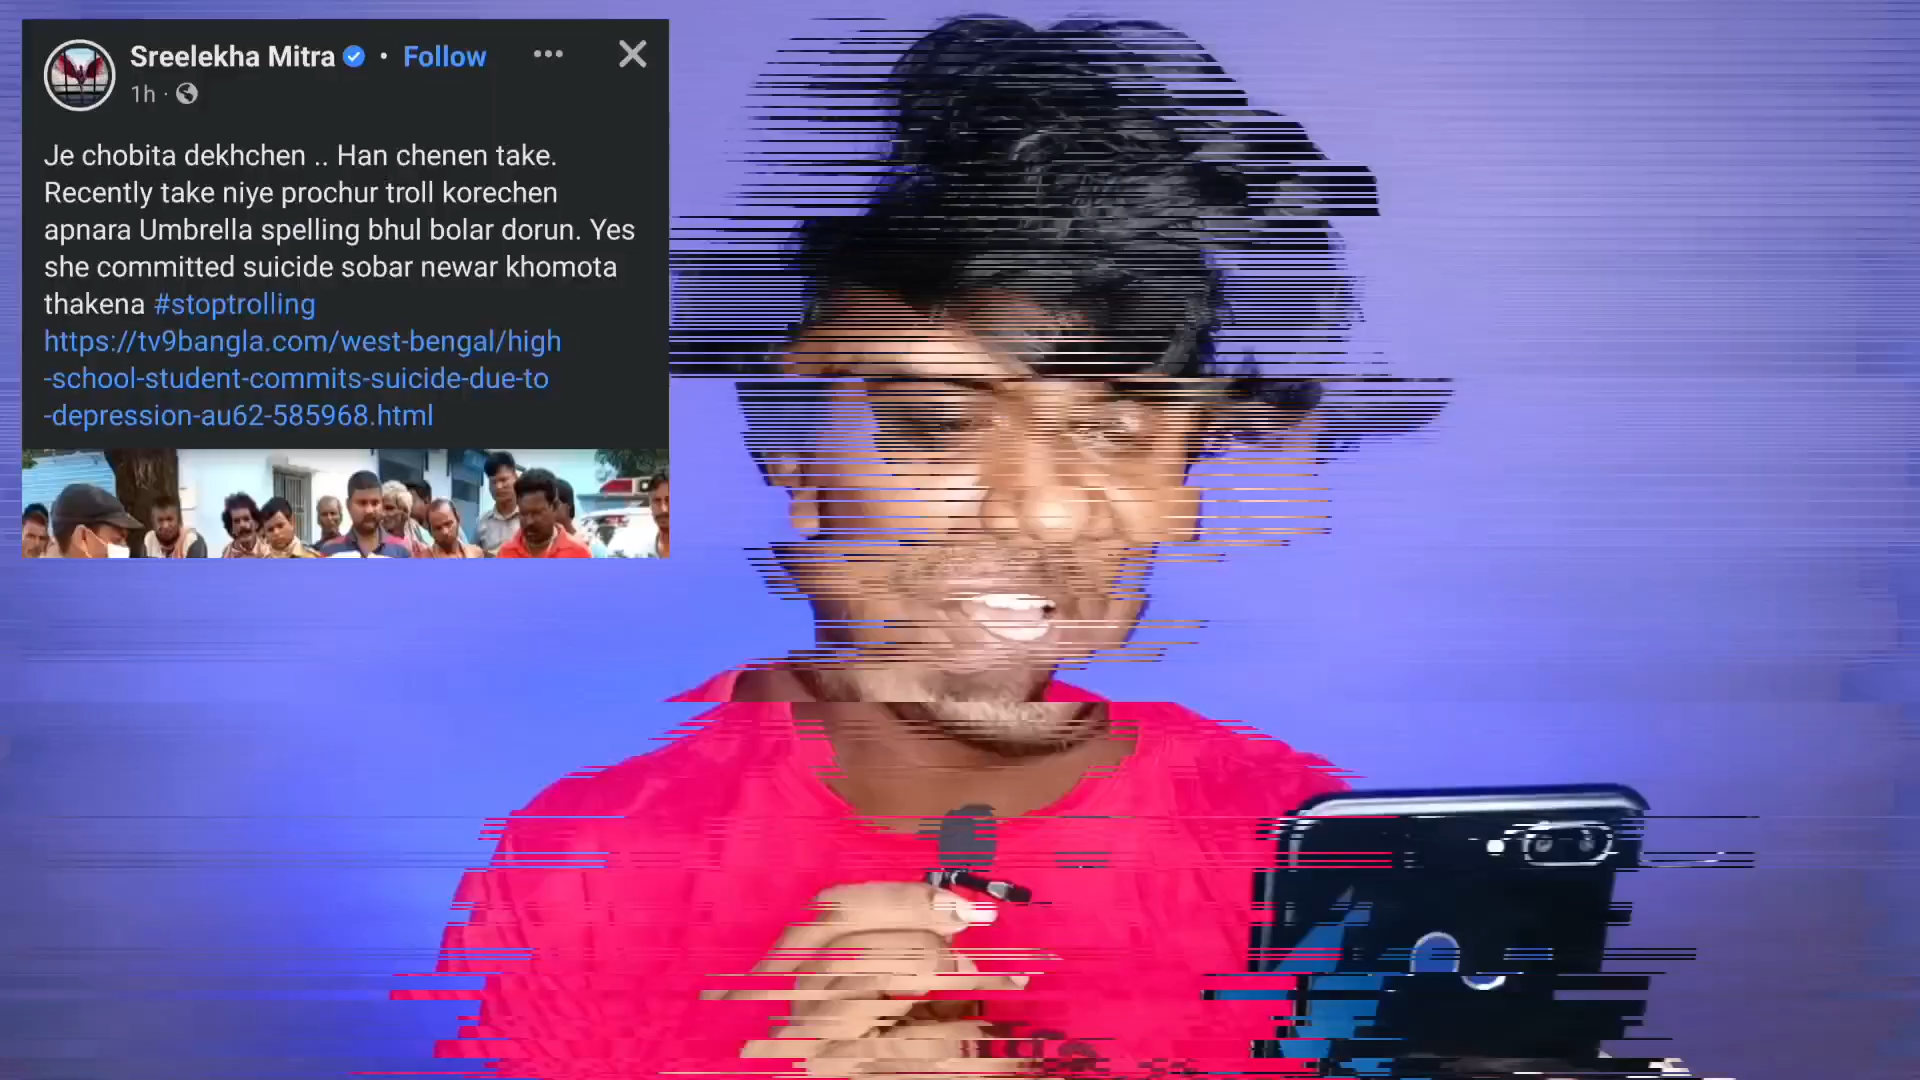 Sreelekha Mitra · Follow
1h ·
Je chobita dekhchen .. Han chenen take.
Recently take niye prochur troll korechen
apnara Umbrella spelling bhul bolar dorun. Yes
she committed suicide sobar newar khomota
thakena #stoptrolling
https://tv9bangla.com/west-bengal/high
-school-student-commits-suicide-due-to
-depression-au62-585968.html